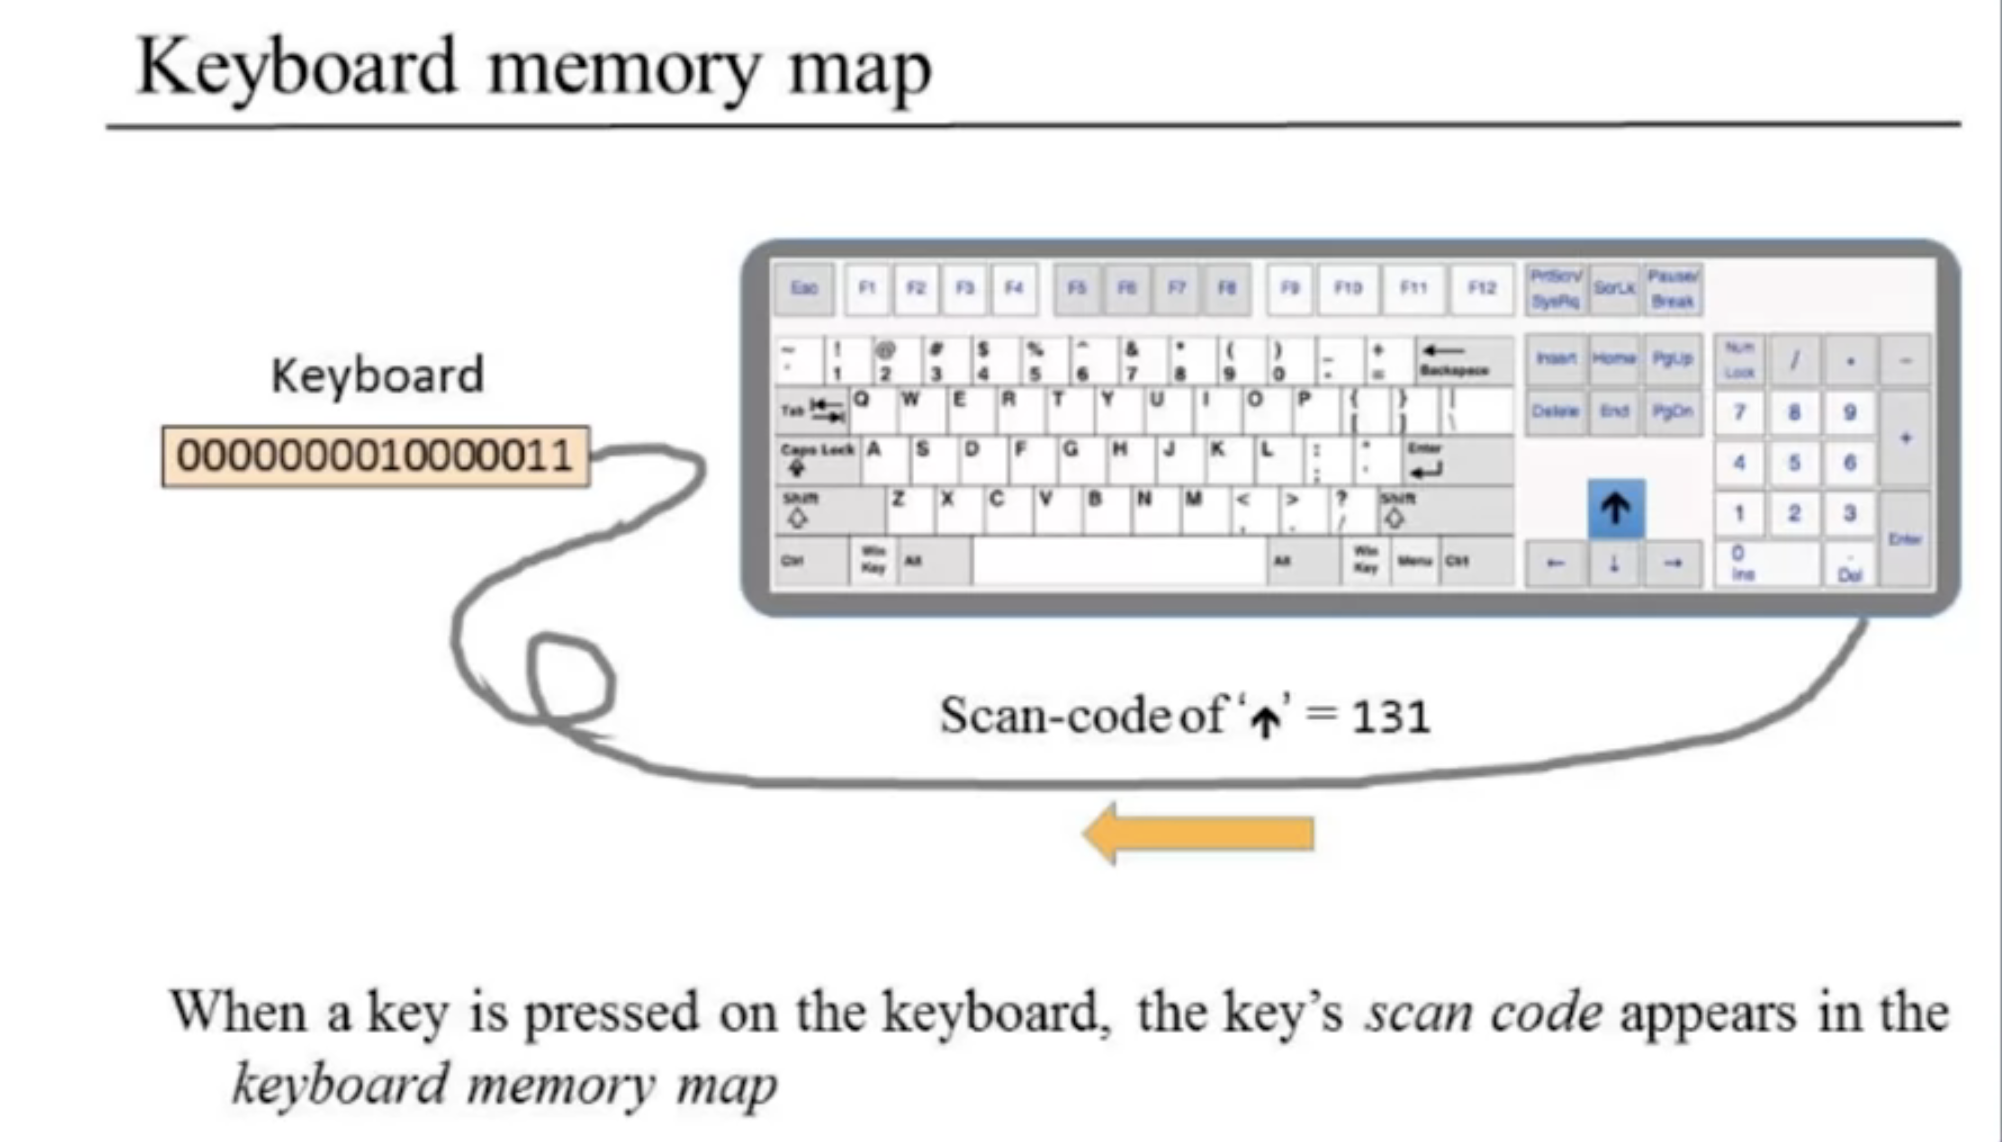 Keyboard memory map
Keyboard
0000000010000011
Esc F1 F2 F3 F4 F5 F6 F7 F8 F9 F10 F11 F12 PrtScrn/ SysRq ScrLk Pause/ Break
~ ! @ # $ % ^ & * ( ) _ + Backspace Insert Home PgUp Num Lock / -
1 2 3 4 5 6 7 8 9 0 - =
Tab Q W E R T Y U I O P { [ } ] | \ Delete End PgDn 7 8 9 +
Caps Lock A S D F G H J K L : ; Enter 4 5 6
Shift Z X C V B N M < , > . ? / Shift ↑ 1 2 3 Enter
Ctrl Win Key Alt Alt Win Key Menu Ctrl ← ↓ → 0 Ins . Del
Scan-code of ‘↑’ = 131
When a key is pressed on the keyboard, the key’s scan code appears in the
keyboard memory map